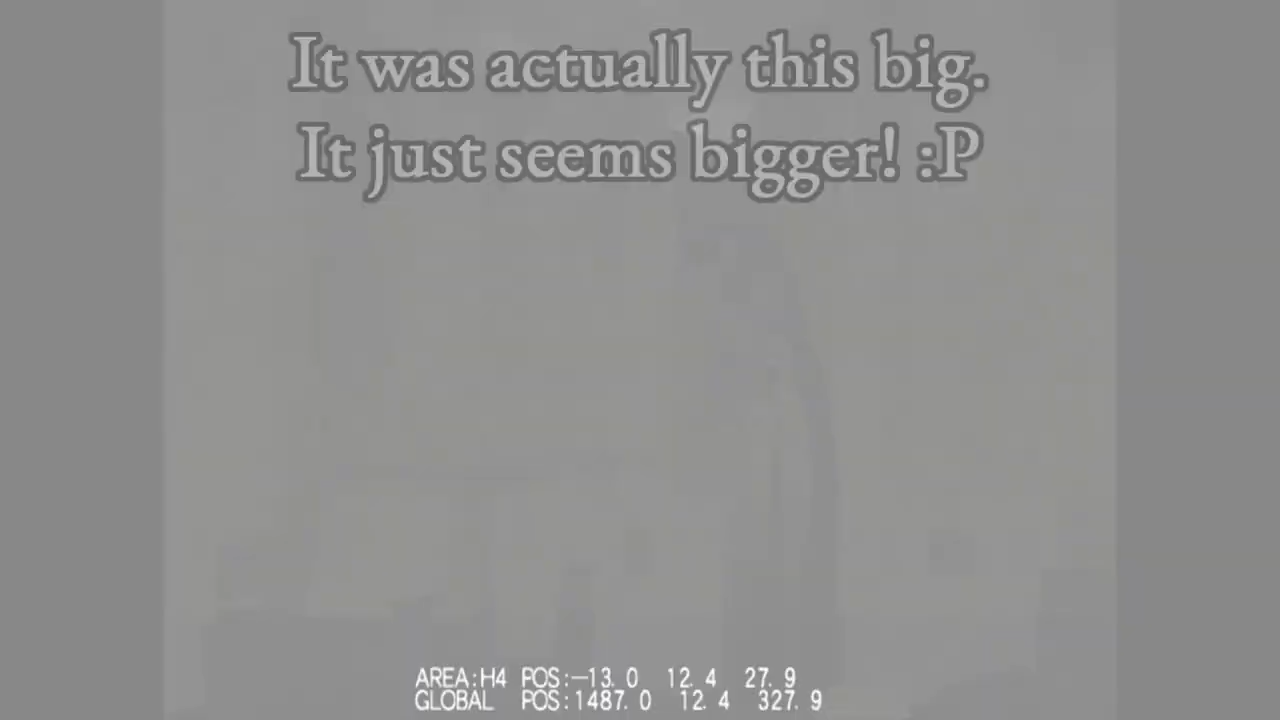 It was actually this big.
It just seems bigger! :P
AREA:H4 POS:-13.0 12.4 27.9
GLOBAL POS:1487.0 12.4 327.9